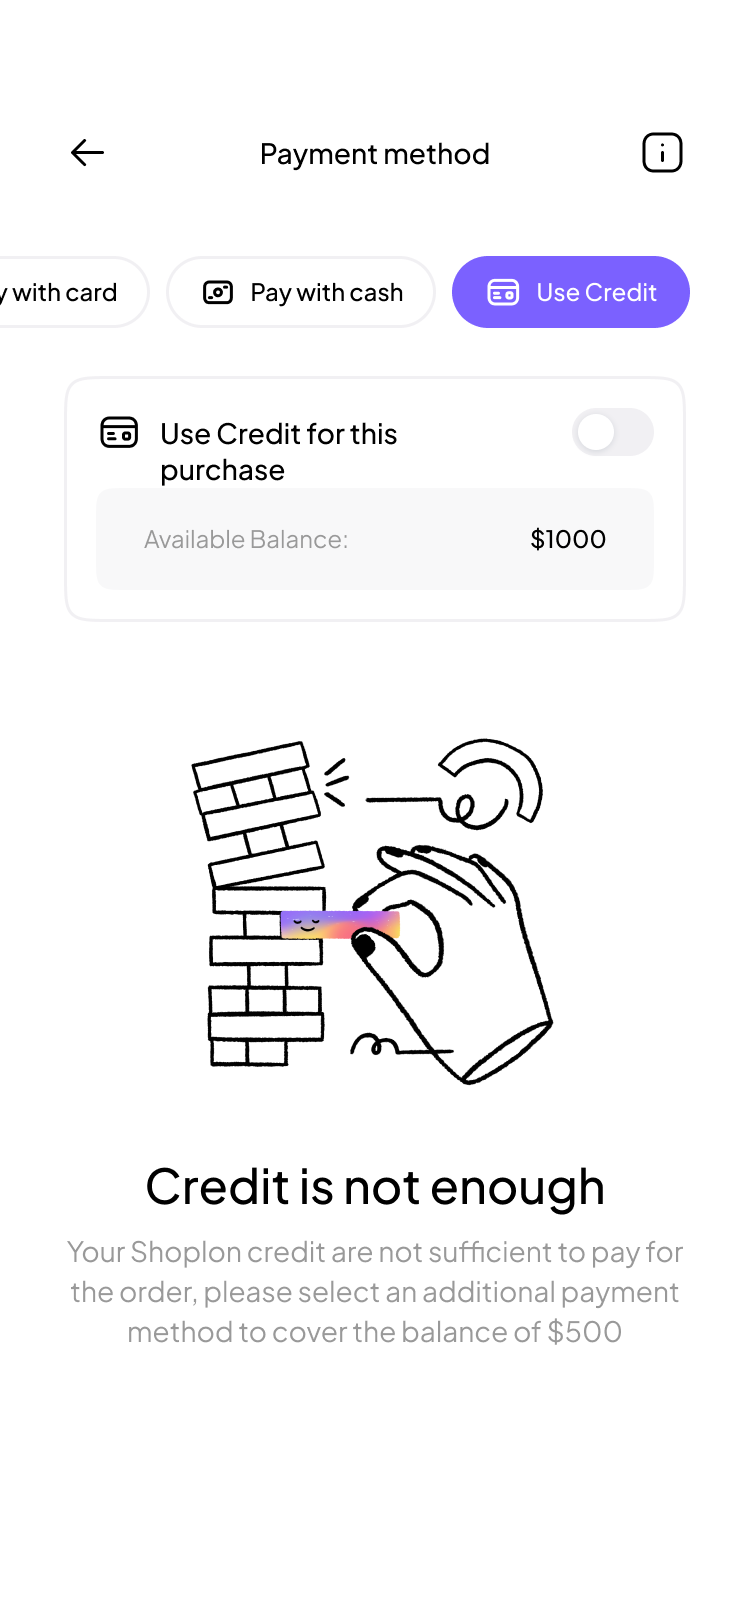 Payment method
y with card
Pay with cash
Use Credit
Use Credit for this
purchase
Available Balance: $1000
Credit is not enough
Your Shoplon credit are not sufficient to pay for
the order, please select an additional payment
method to cover the balance of $500